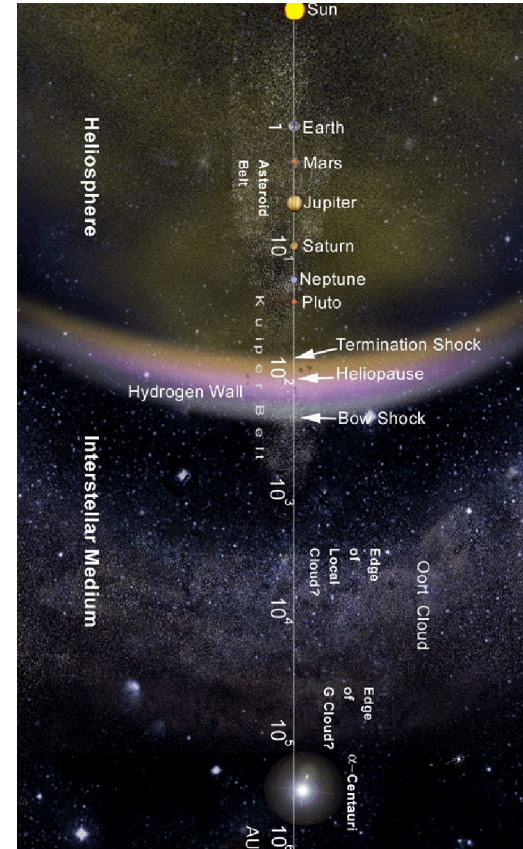 Sun
1
Earth
Mars
Asteroid
Belt
Heliosphere
Jupiter
10¹
Saturn
Neptune
Pluto
Kuiper Belt
Termination Shock
10²
Heliopause
Hydrogen Wall
Bow Shock
Interstellar Medium
10³
Edge
of
Local
Cloud?
Oort Cloud
10⁴
Edge
of
G Cloud?
10⁵
α-Centauri
10⁶
AU